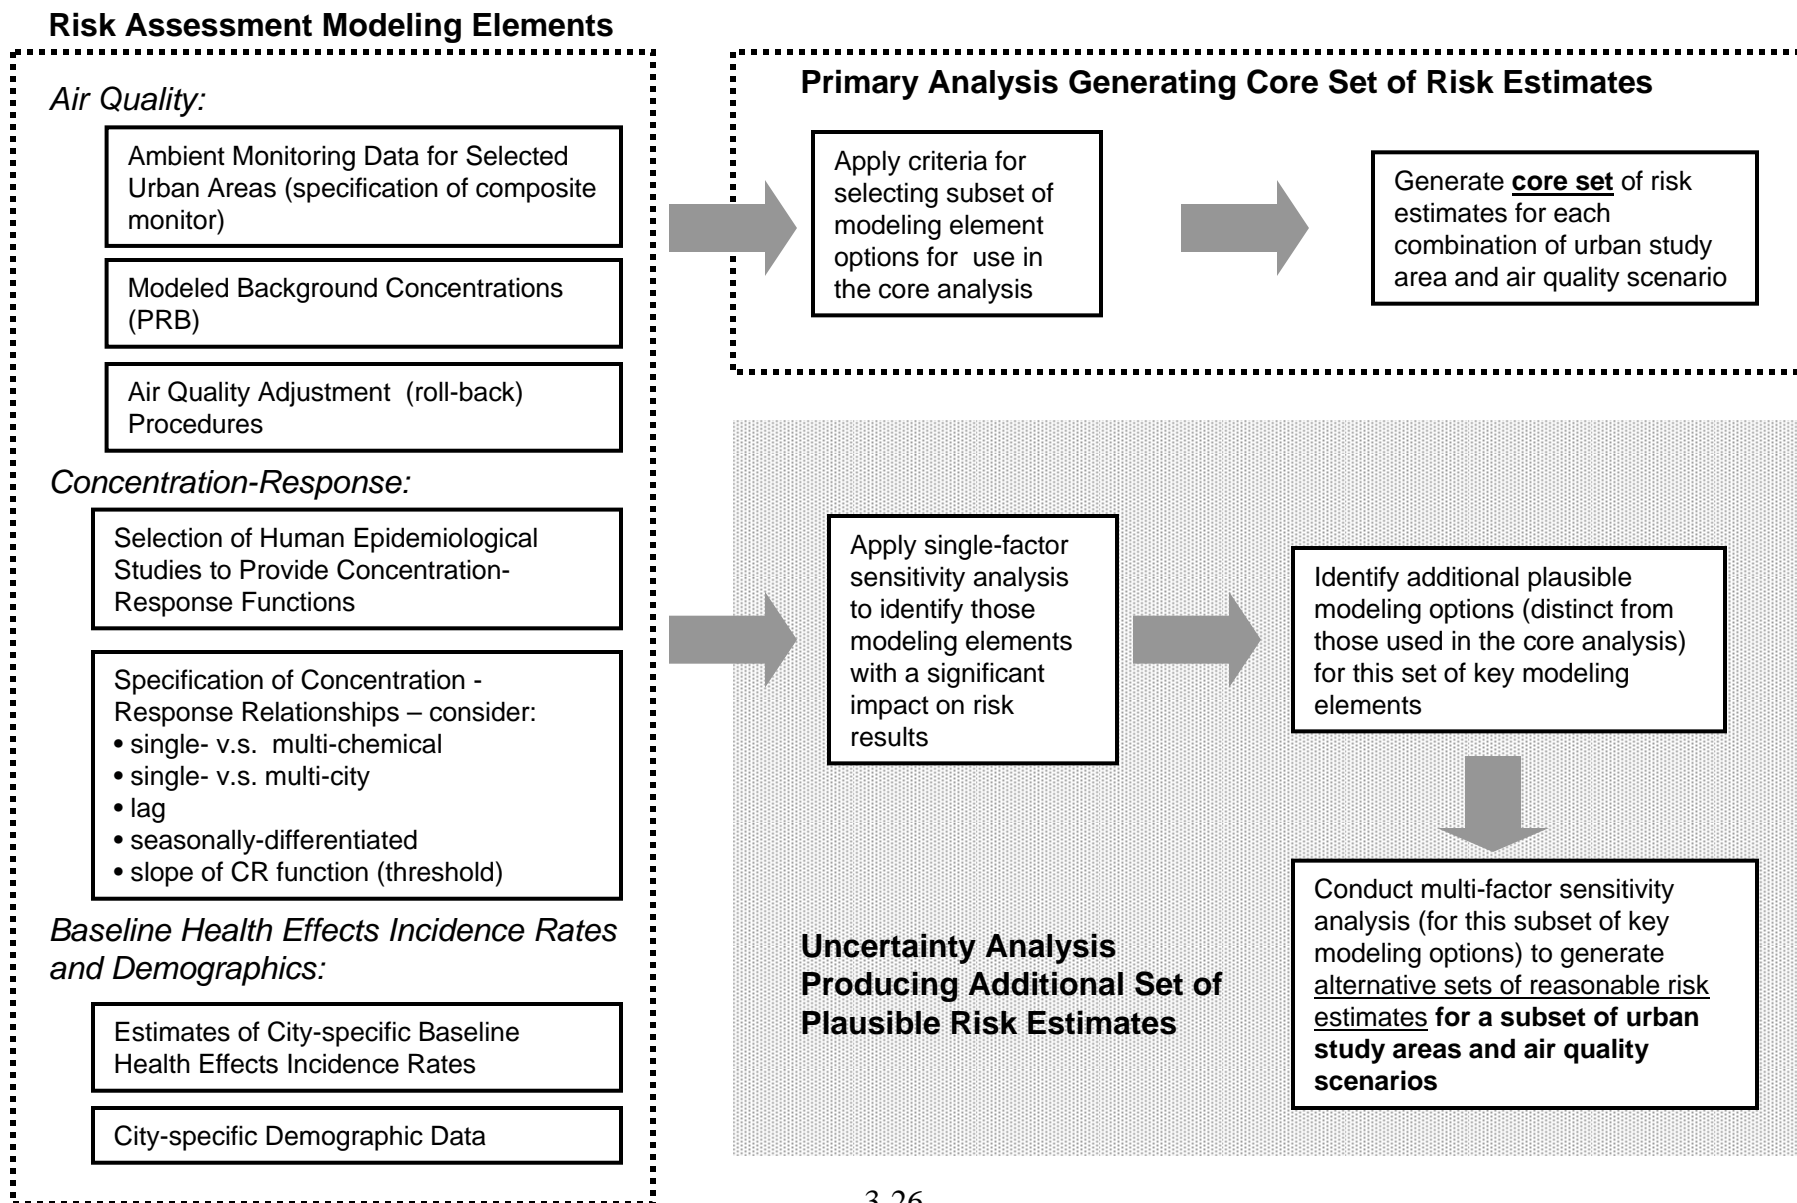 Risk Assessment Modeling Elements
Air Quality:
Ambient Monitoring Data for Selected
Urban Areas (specification of composite
monitor)
Modeled Background Concentrations
(PRB)
Air Quality Adjustment (roll-back)
Procedures
Concentration-Response:
Selection of Human Epidemiological
Studies to Provide Concentration-
Response Functions
Specification of Concentration -
Response Relationships – consider:
• single- v.s. multi-chemical
• single- v.s. multi-city
• lag
• seasonally-differentiated
• slope of CR function (threshold)
Baseline Health Effects Incidence Rates
and Demographics:
Estimates of City-specific Baseline
Health Effects Incidence Rates
City-specific Demographic Data
Primary Analysis Generating Core Set of Risk Estimates
Apply criteria for
selecting subset of
modeling element
options for use in
the core analysis
Generate core set of risk
estimates for each
combination of urban study
area and air quality scenario
Apply single-factor
sensitivity analysis
to identify those
modeling elements
with a significant
impact on risk
results
Identify additional plausible
modeling options (distinct from
those used in the core analysis)
for this set of key modeling
elements
Conduct multi-factor sensitivity
analysis (for this subset of key
modeling options) to generate
alternative sets of reasonable risk
estimates for a subset of urban
study areas and air quality
scenarios
Uncertainty Analysis
Producing Additional Set of
Plausible Risk Estimates
3-26